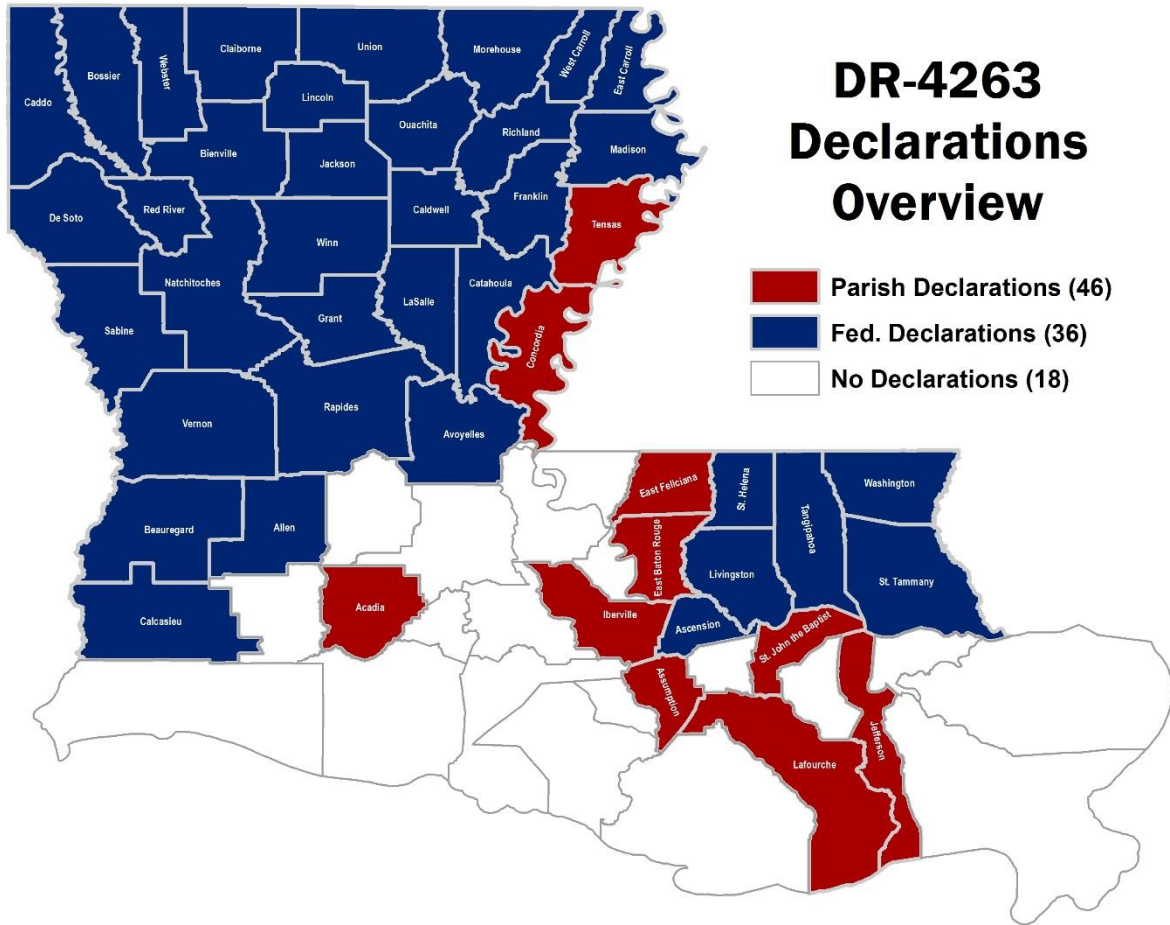 DR-4263
Declarations
Overview
Parish Declarations (46)
Fed. Declarations (36)
No Declarations (18)
Caddo
Bossier
Webster
Claiborne
Union
Morehouse
West Carroll
East Carroll
Lincoln
Ouachita
Richland
Madison
Bienville
Jackson
De Soto
Red River
Caldwell
Franklin
Tensas
Winn
Natchitoches
LaSalle
Catahoula
Sabine
Grant
Concordia
Vernon
Rapides
Avoyelles
East Feliciana
St. Helena
Tangipahoa
Washington
Beauregard
Allen
East Baton Rouge
Livingston
St. Tammany
Calcasieu
Acadia
Iberville
Ascension
St. John the Baptist
Assumption
Jefferson
Lafourche